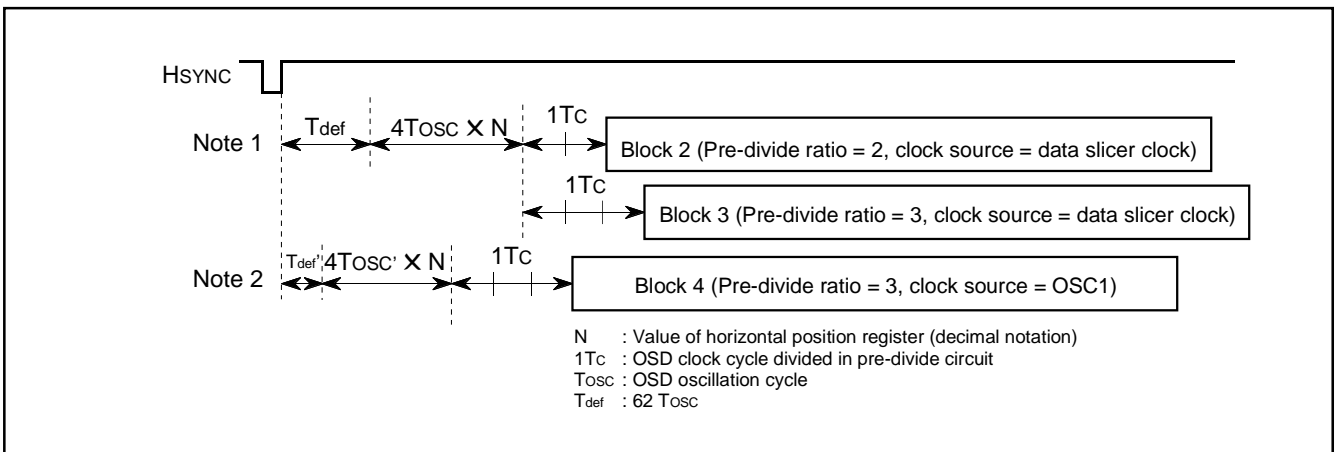 HSYNC
Note 1
Tdef
4TOSC × N
1TC
Block 2 (Pre-divide ratio = 2, clock source = data slicer clock)
1TC
Block 3 (Pre-divide ratio = 3, clock source = data slicer clock)
Note 2
Tdef'
4TOSC' × N
1TC
Block 4 (Pre-divide ratio = 3, clock source = OSC1)
N : Value of horizontal position register (decimal notation)
1TC : OSD clock cycle divided in pre-divide circuit
TOSC : OSD oscillation cycle
Tdef : 62 TOSC